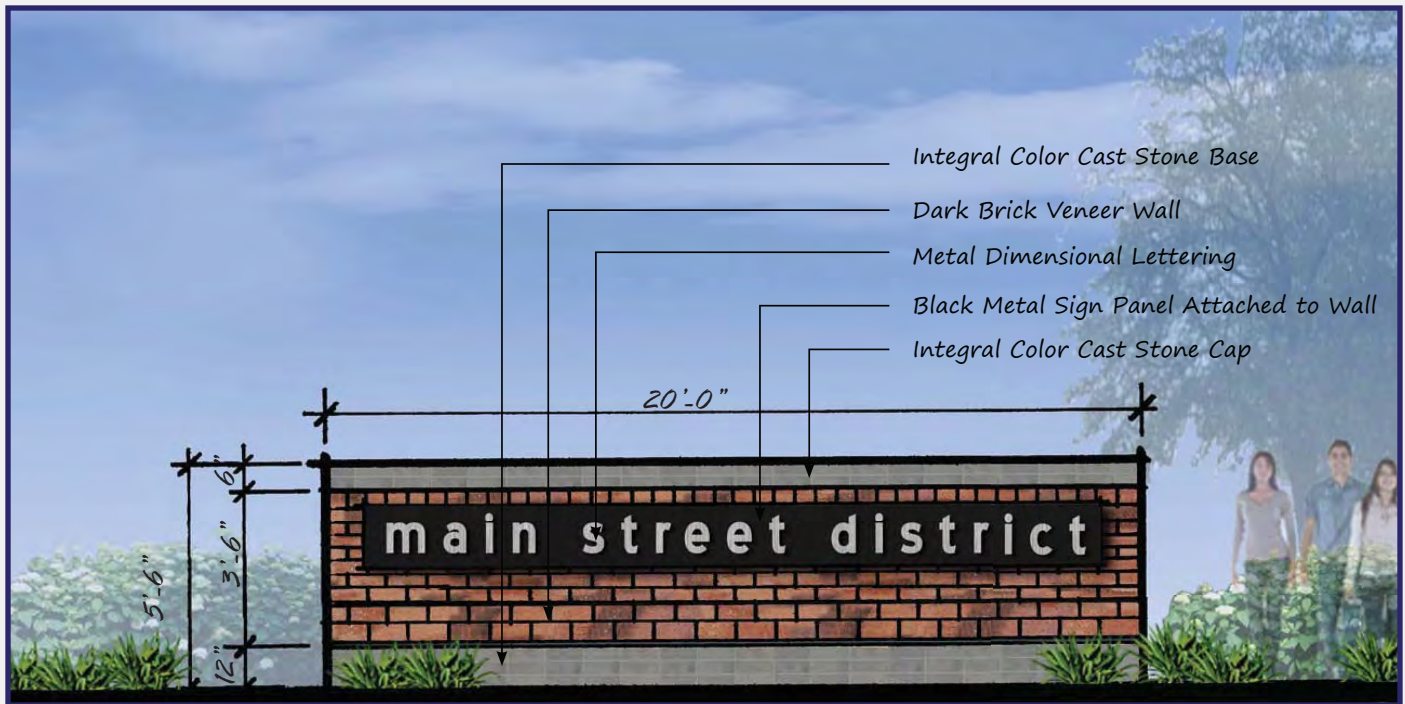 Integral Color Cast Stone Base
Dark Brick Veneer Wall
Metal Dimensional Lettering
Black Metal Sign Panel Attached to Wall
Integral Color Cast Stone Cap
20'-0"
6"
3'-6"
5'-6"
12"
main street district